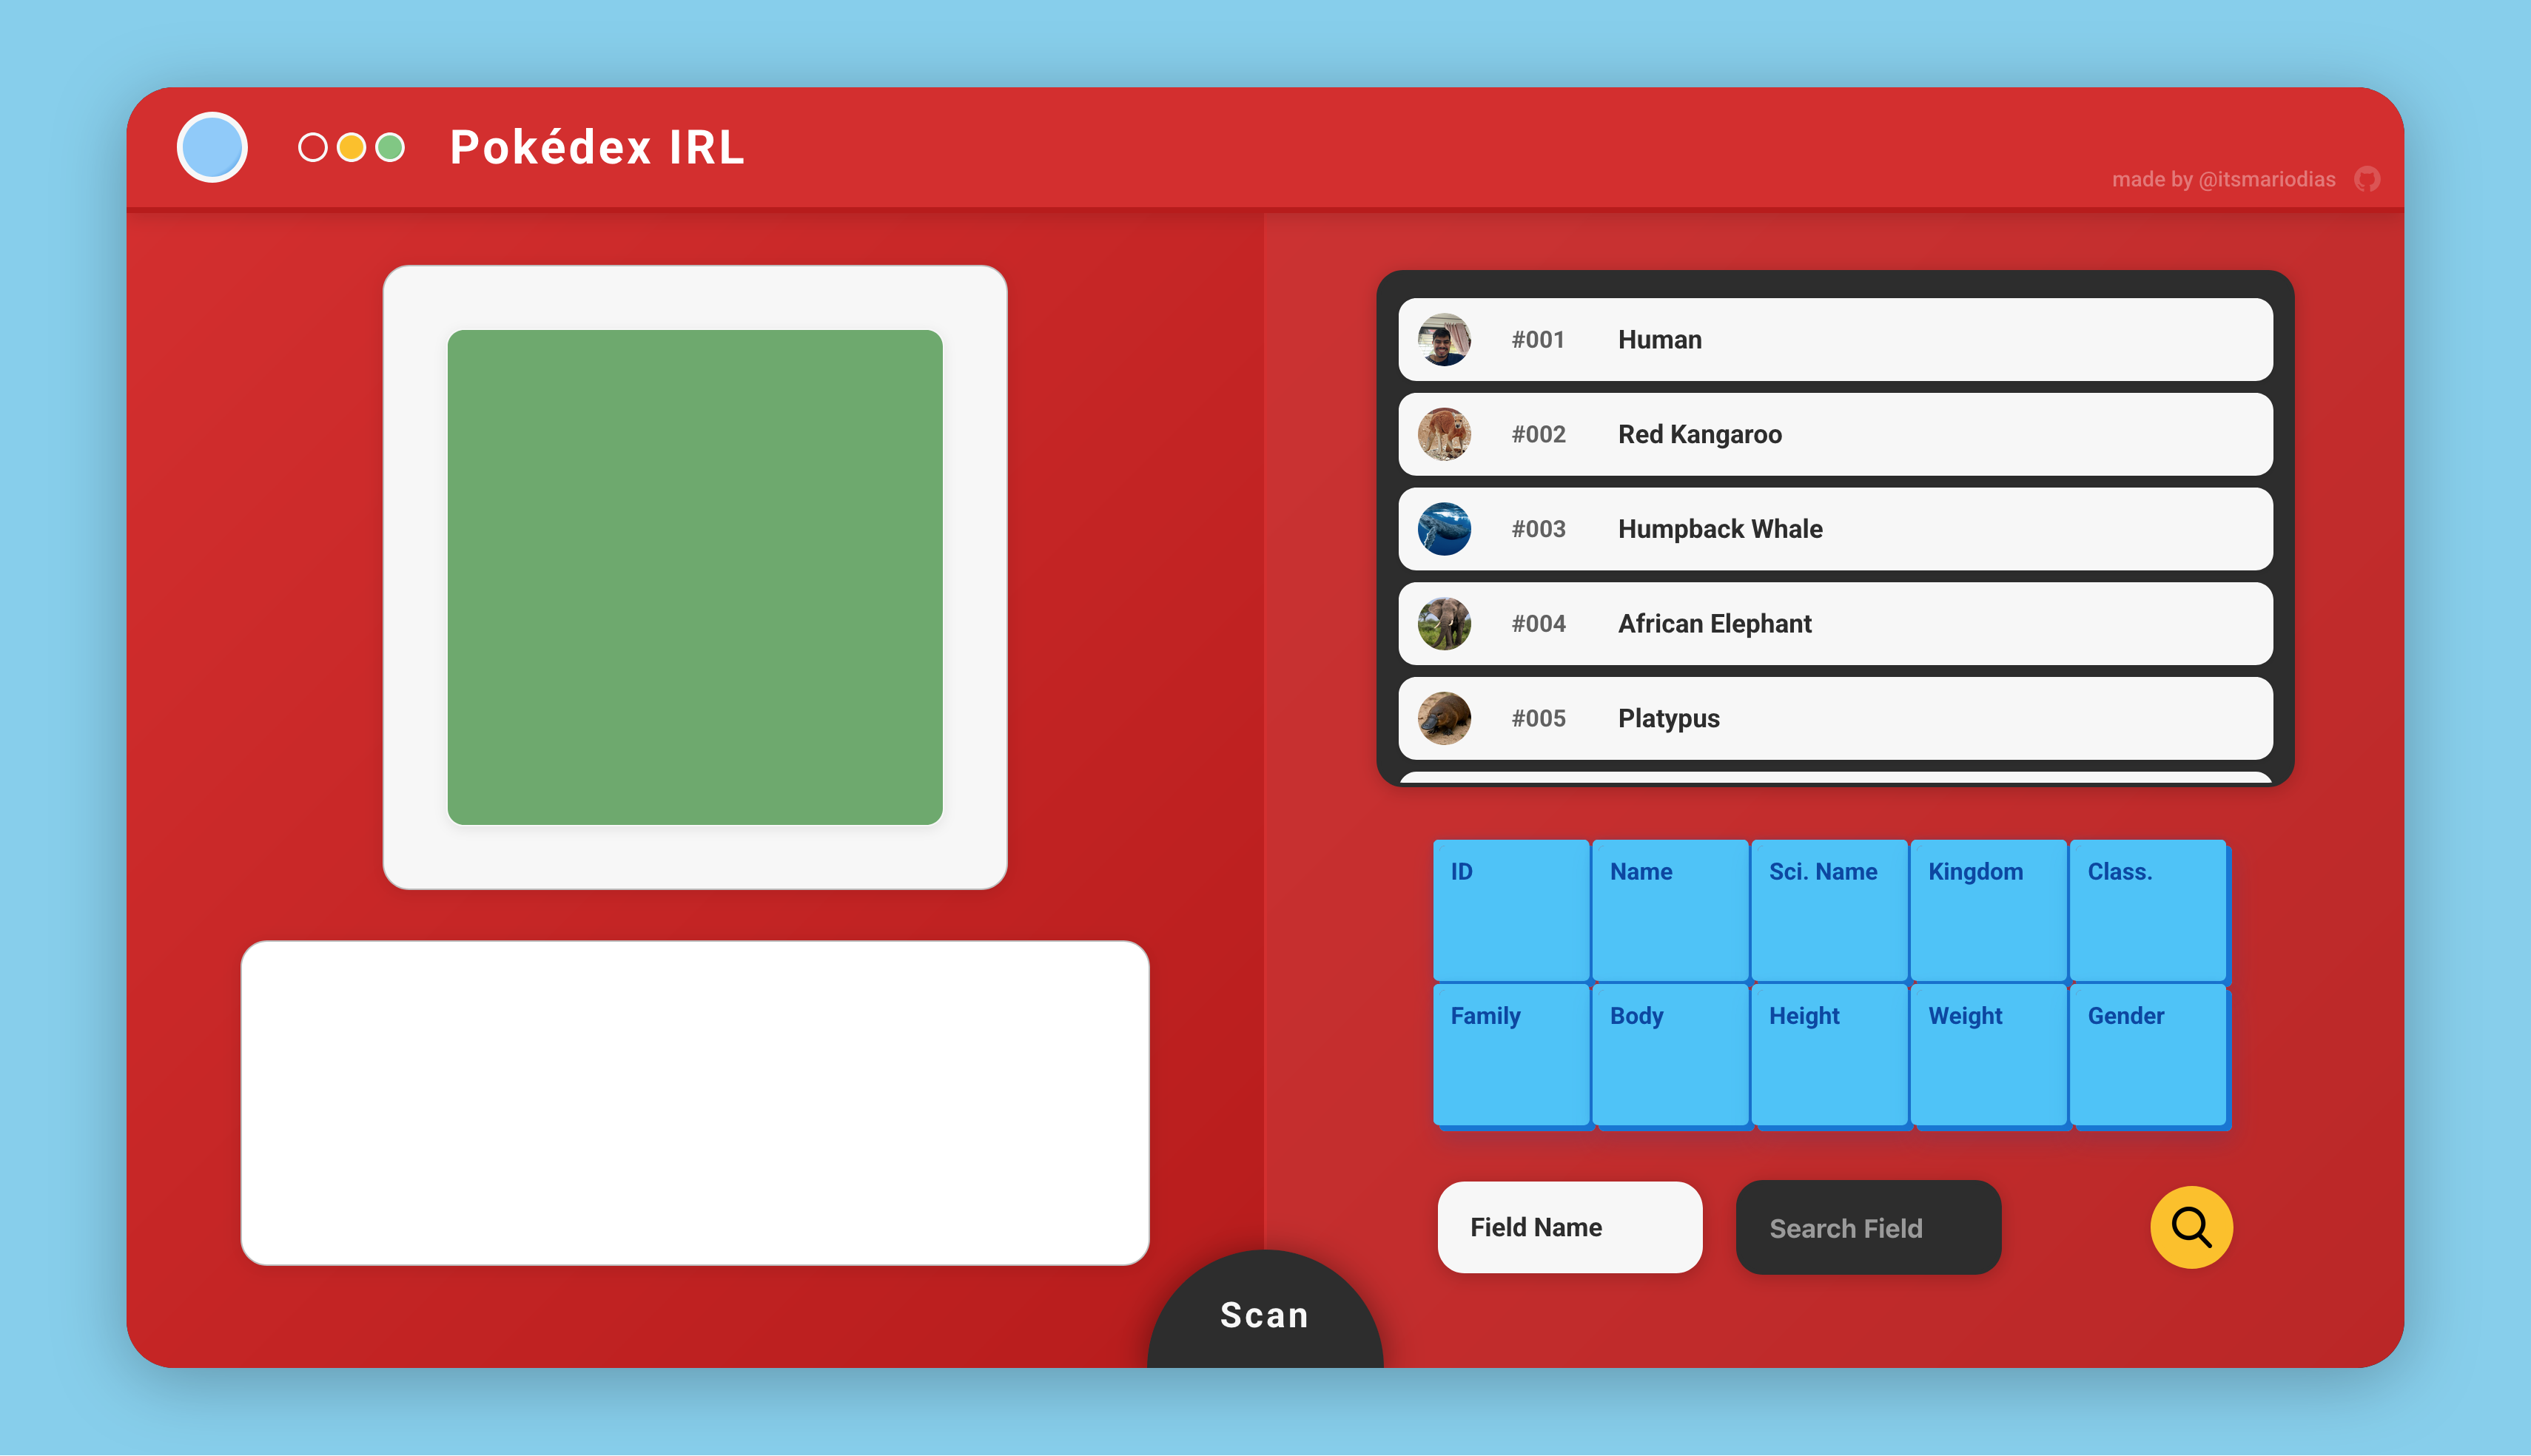 Pokédex IRL
made by @itsmariodias
#001 Human
#002 Red Kangaroo
#003 Humpback Whale
#004 African Elephant
#005 Platypus
ID Name Sci. Name Kingdom Class.
Family Body Height Weight Gender
Field Name Search Field
Scan